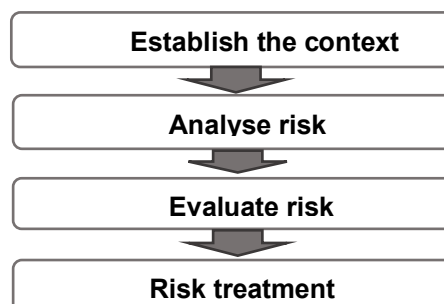 Establish the context
Analyse risk
Evaluate risk
Risk treatment